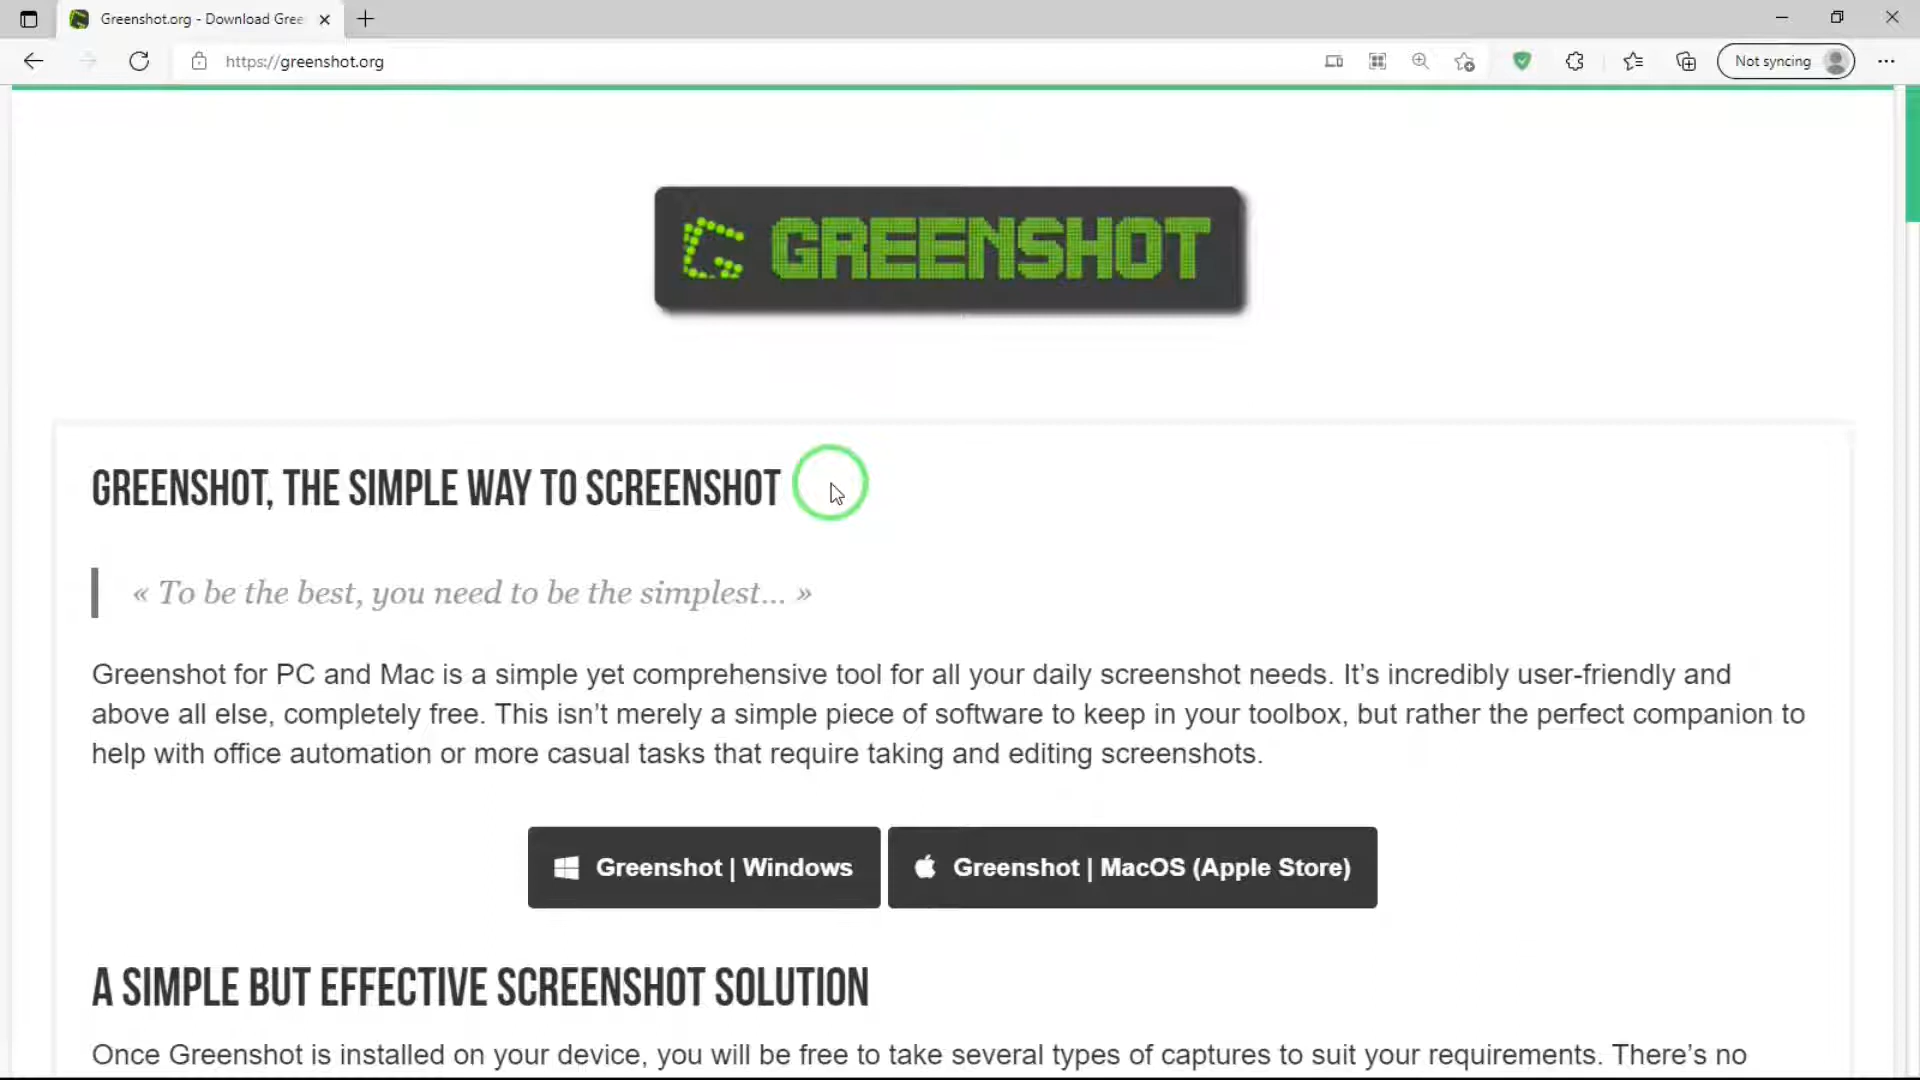 Greenshot.org - Download Gree
https://greenshot.org
Not syncing
GREENSHOT
GREENSHOT, THE SIMPLE WAY TO SCREENSHOT
« To be the best, you need to be the simplest... »
Greenshot for PC and Mac is a simple yet comprehensive tool for all your daily screenshot needs. It’s incredibly user-friendly and
above all else, completely free. This isn’t merely a simple piece of software to keep in your toolbox, but rather the perfect companion to
help with office automation or more casual tasks that require taking and editing screenshots.
Greenshot | Windows
Greenshot | MacOS (Apple Store)
A SIMPLE BUT EFFECTIVE SCREENSHOT SOLUTION
Once Greenshot is installed on your device, you will be free to take several types of captures to suit your requirements. There’s no